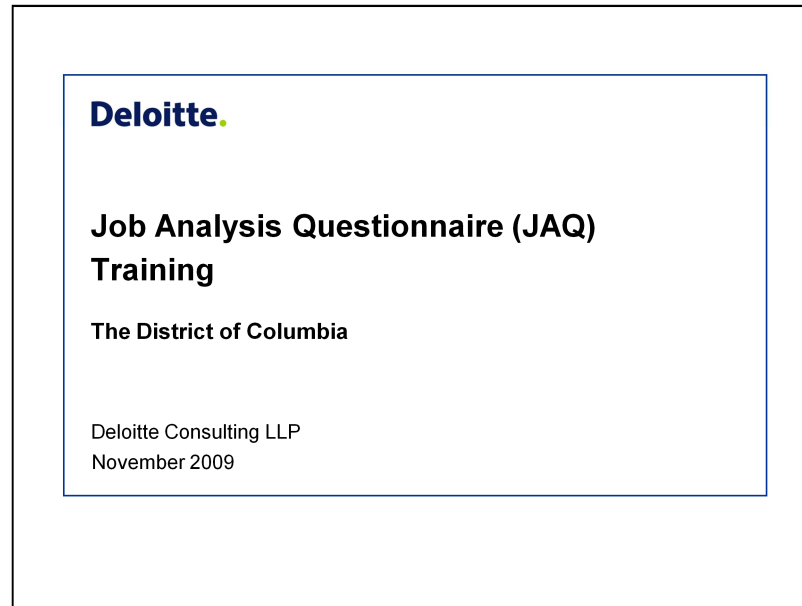 Deloitte.
Job Analysis Questionnaire (JAQ)
Training
The District of Columbia
Deloitte Consulting LLP
November 2009